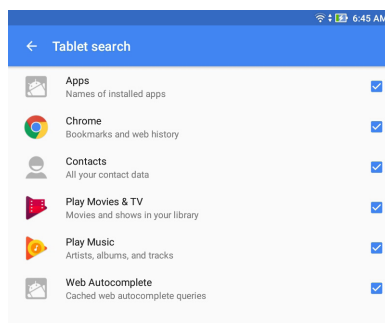 6:45 AM
Tablet search
Apps
Names of installed apps
Chrome
Bookmarks and web history
Contacts
All your contact data
Play Movies & TV
Movies and shows in your library
Play Music
Artists, albums, and tracks
Web Autocomplete
Cached web autocomplete queries